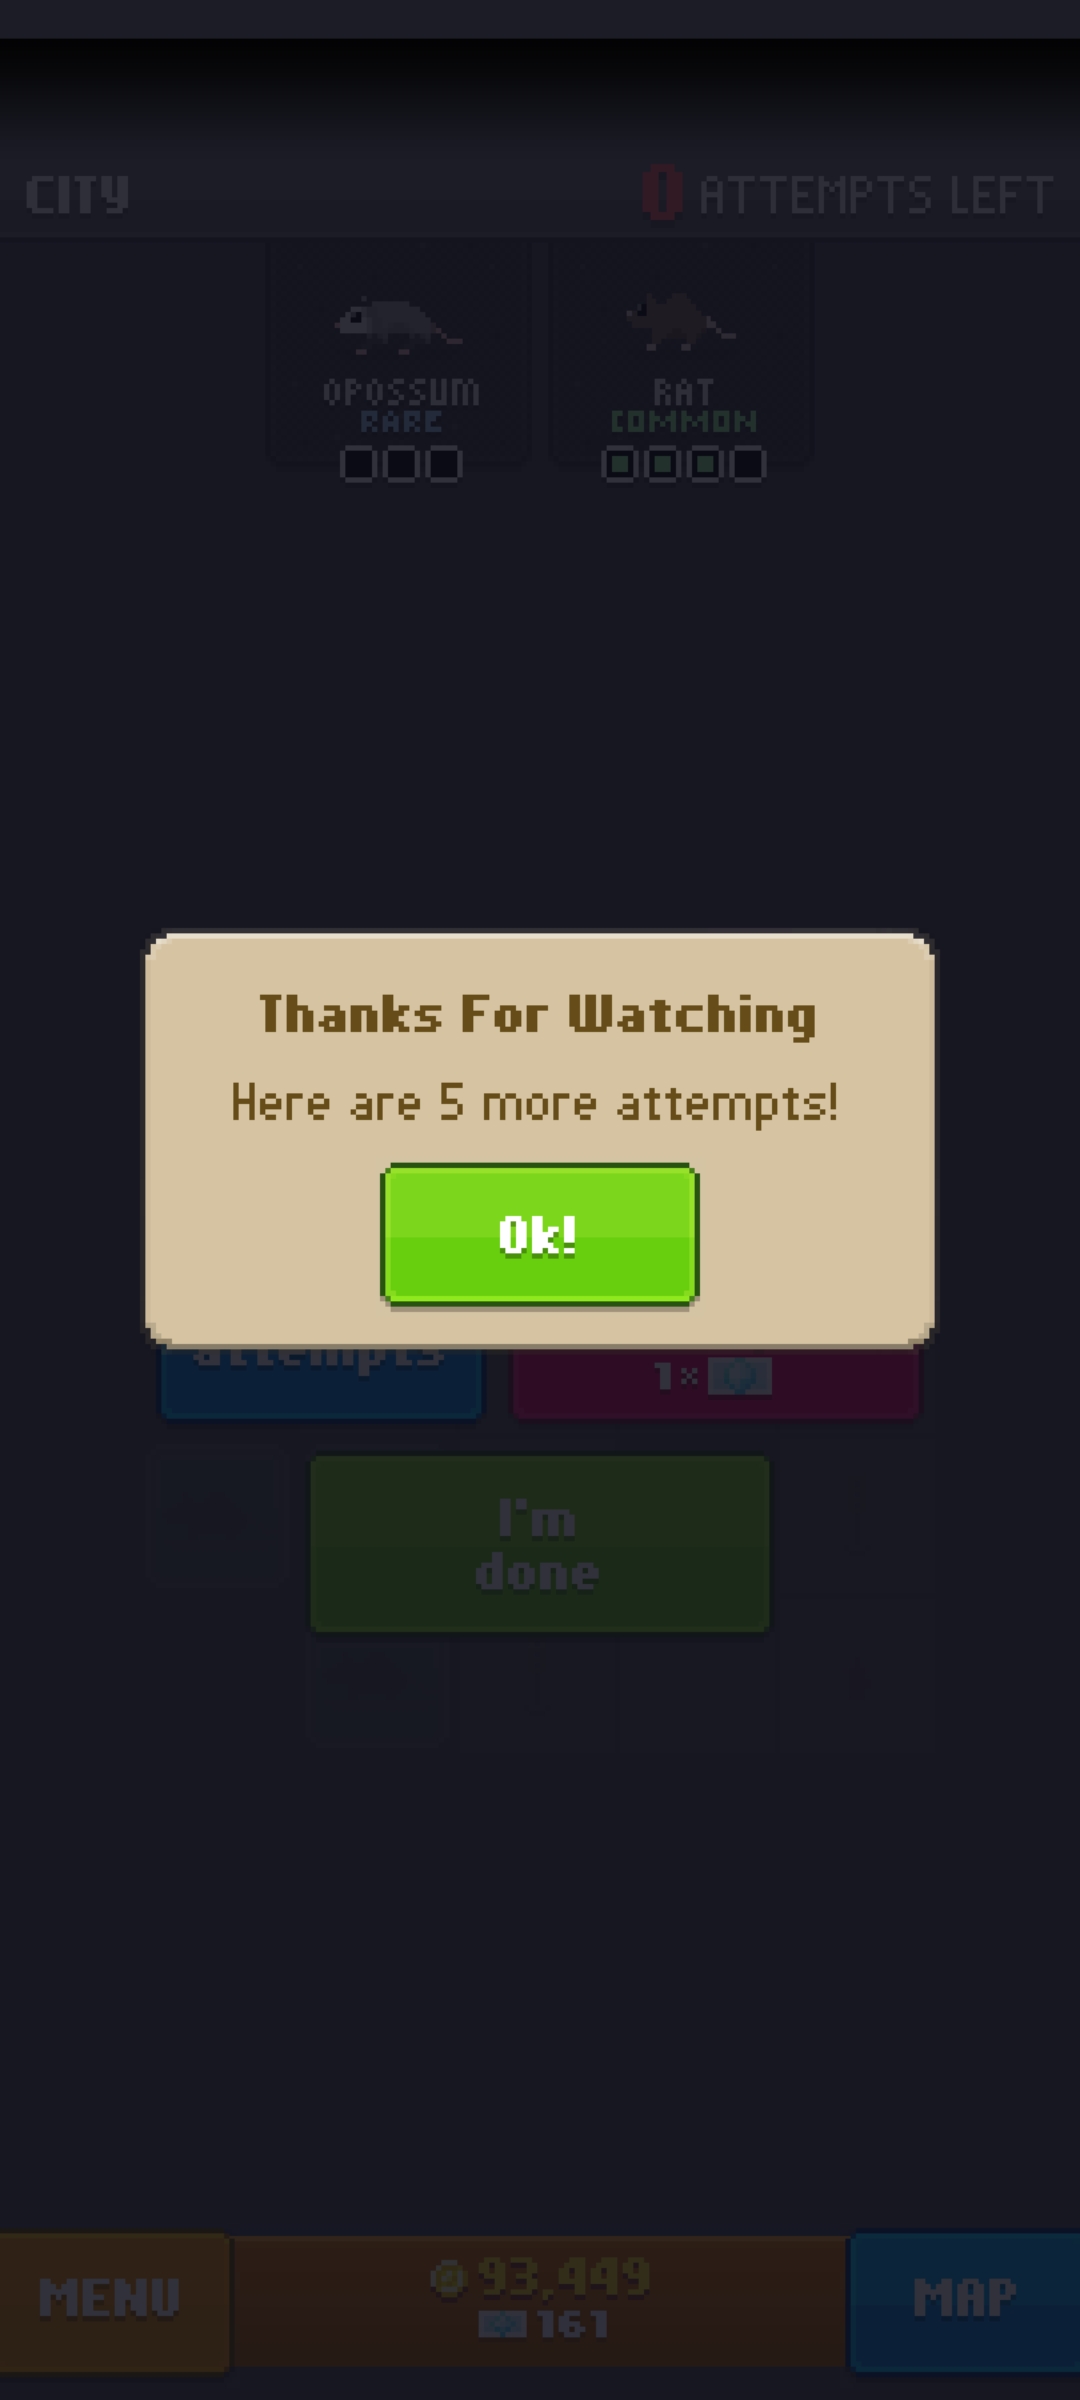 CITY
0 ATTEMPTS LEFT
OPOSSUM
RARE
RAT
COMMON
Thanks For Watching
Here are 5 more attempts!
Ok!
attempts
1×
I'm
done
MENU
93,449
161
MAP